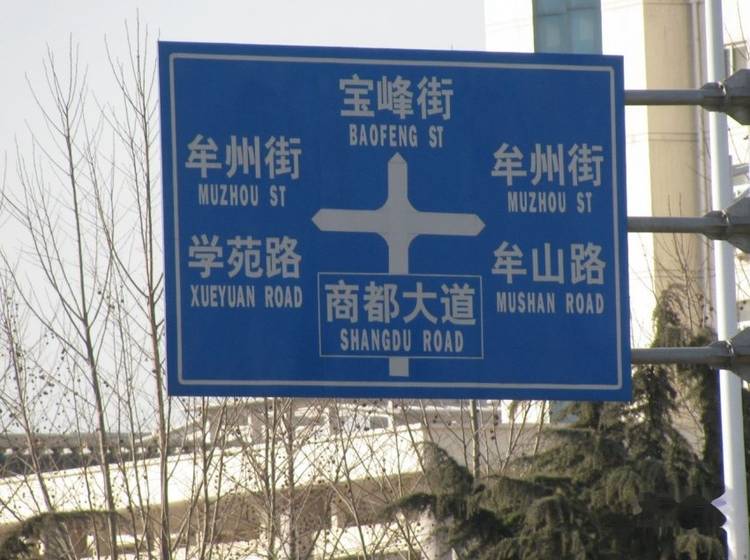 宝峰街
BAOFENG ST
牟州街
MUZHOU ST
牟州街
MUZHOU ST
学苑路
XUEYUAN ROAD
牟山路
MUSHAN ROAD
商都大道
SHANGDU ROAD